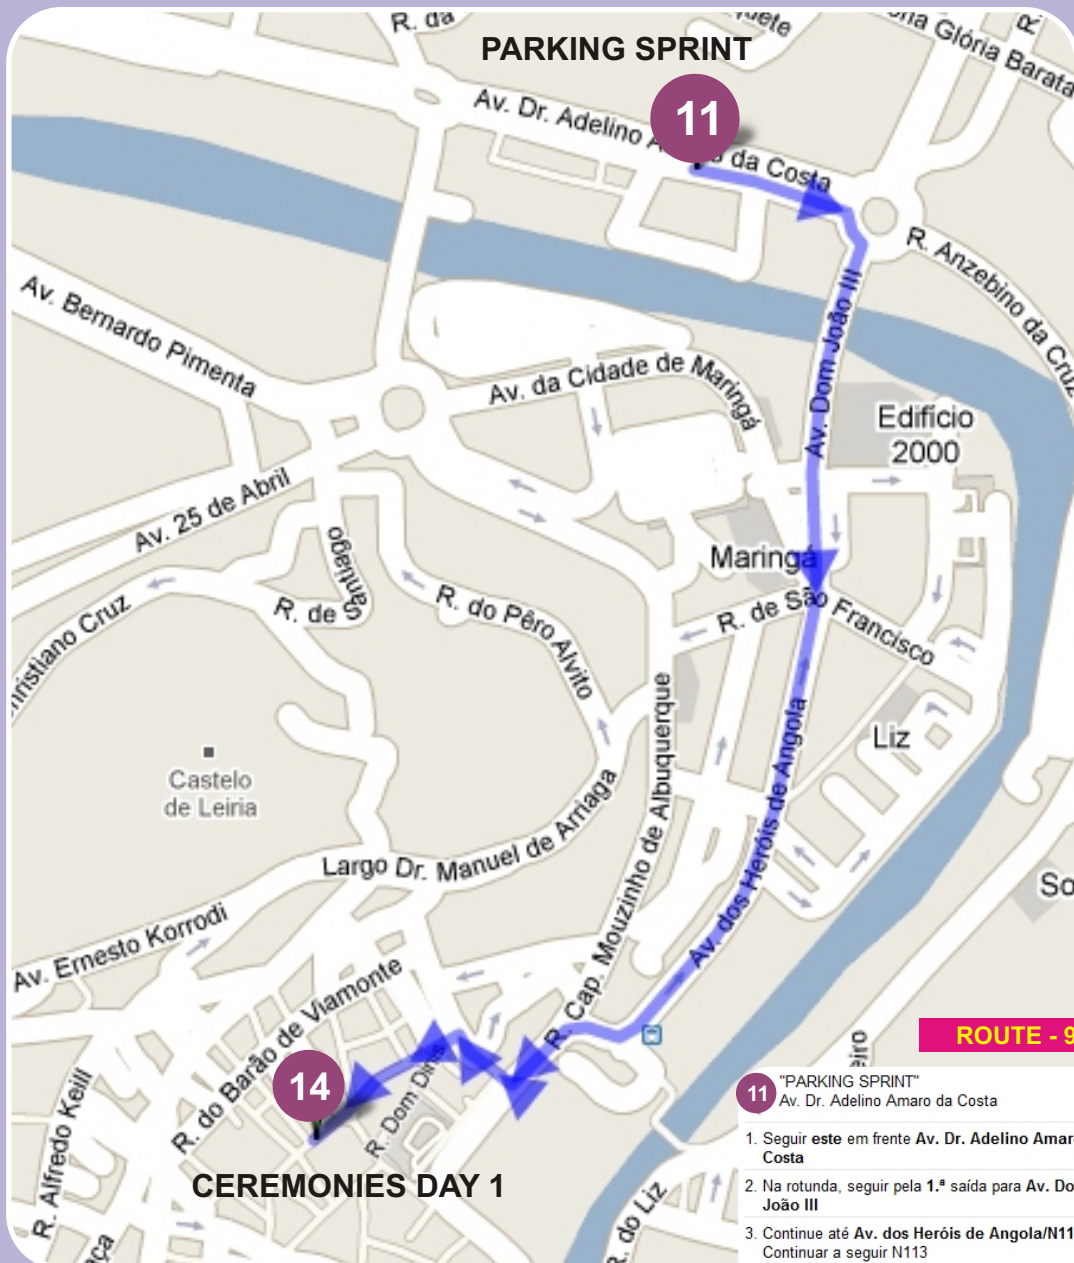 R. da
PARKING SPRINT
R.
Glória Barata
11
Av. Dr. Adelino
da Costa
R. Anzebino da Cruz
Av. Dom João III
Av. Bernardo Pimenta
Av. da Cidade de Maringá
Edifício
2000
Av. 25 de Abril
Santiago
R. de S
Maringá
R. de São Francisco
R. do Pêro Alvito
Liz
Castelo
de Leiria
Largo Dr. Manuel de Arriaga
R. Cap. Mouzinho de Albuquerque
Av. dos Heróis de Angola
So
Av. Ernesto Korrodi
R. do Barão de Viamonte
R. Dom Dinis
14
CEREMONIES DAY 1
R. Alfredo Keill
R. do Liz
ROUTE - 9
11 "PARKING SPRINT"
Av. Dr. Adelino Amaro da Costa
1. Seguir este em frente Av. Dr. Adelino Amar
Costa
2. Na rotunda, seguir pela 1.ª saída para Av. Do
João III
3. Continue até Av. dos Heróis de Angola/N11
Continuar a seguir N113